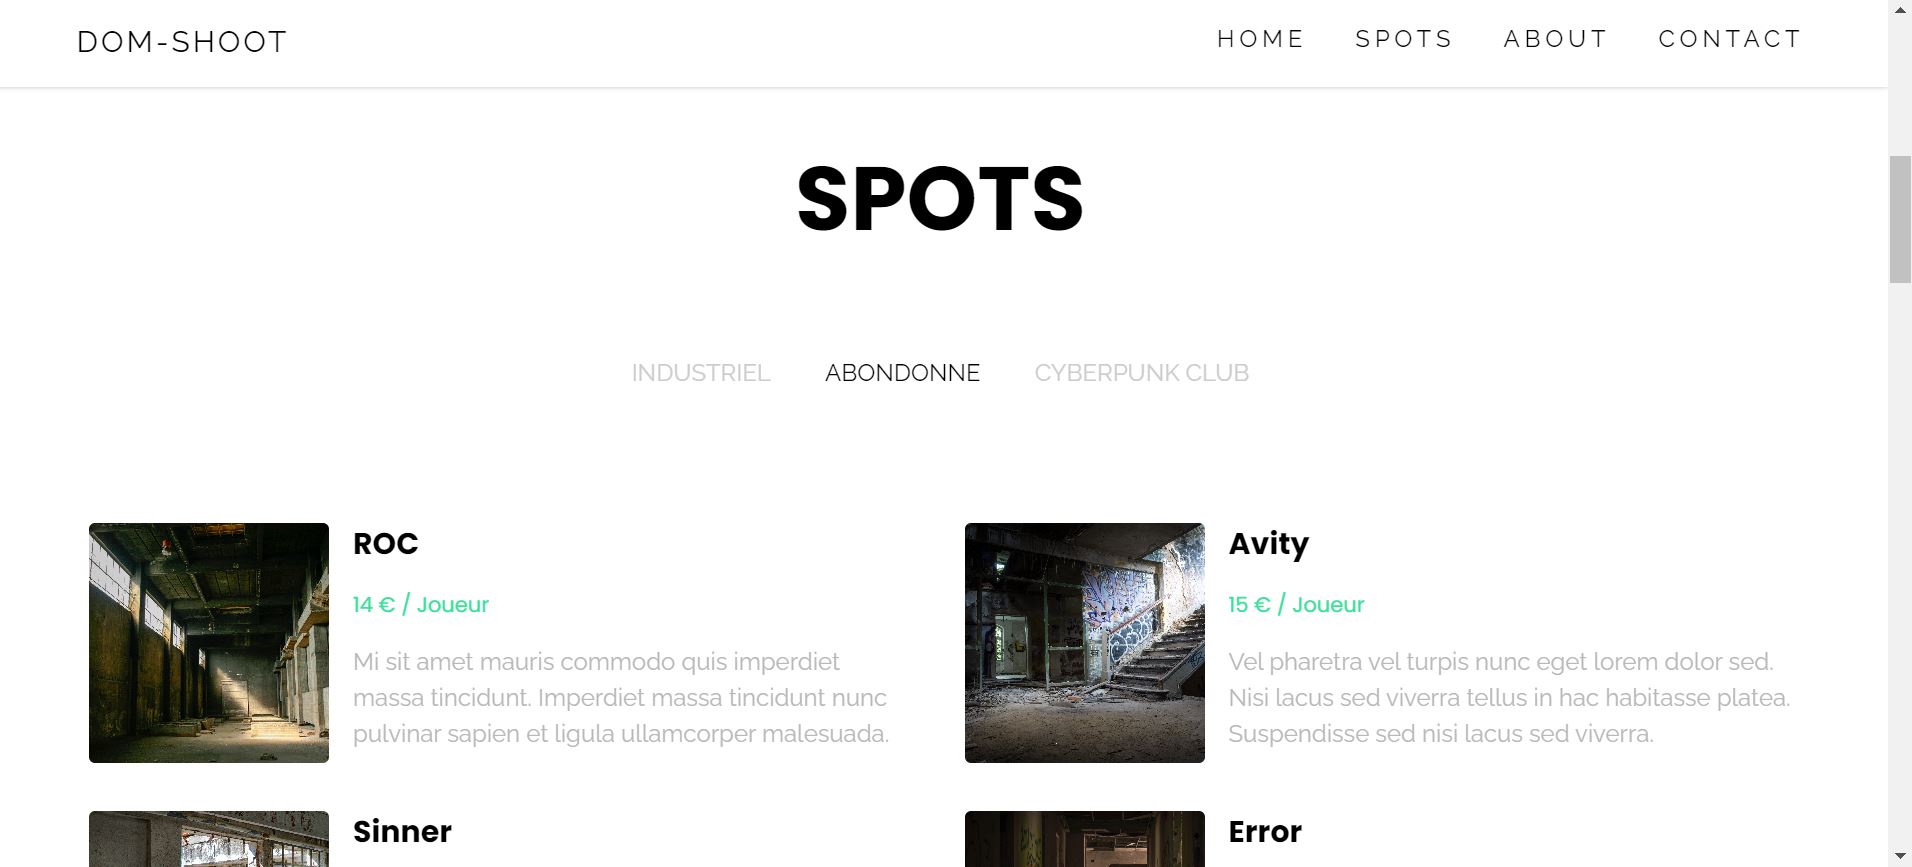 DOM-SHOOT
HOME SPOTS ABOUT CONTACT
SPOTS
INDUSTRIEL ABONDONNE CYBERPUNK CLUB
ROC
14 € / Joueur
Mi sit amet mauris commodo quis imperdiet
massa tincidunt. Imperdiet massa tincidunt nunc
pulvinar sapien et ligula ullamcorper malesuada.
Avity
15 € / Joueur
Vel pharetra vel turpis nunc eget lorem dolor sed.
Nisi lacus sed viverra tellus in hac habitasse platea.
Suspendisse sed nisi lacus sed viverra.
Sinner
Error